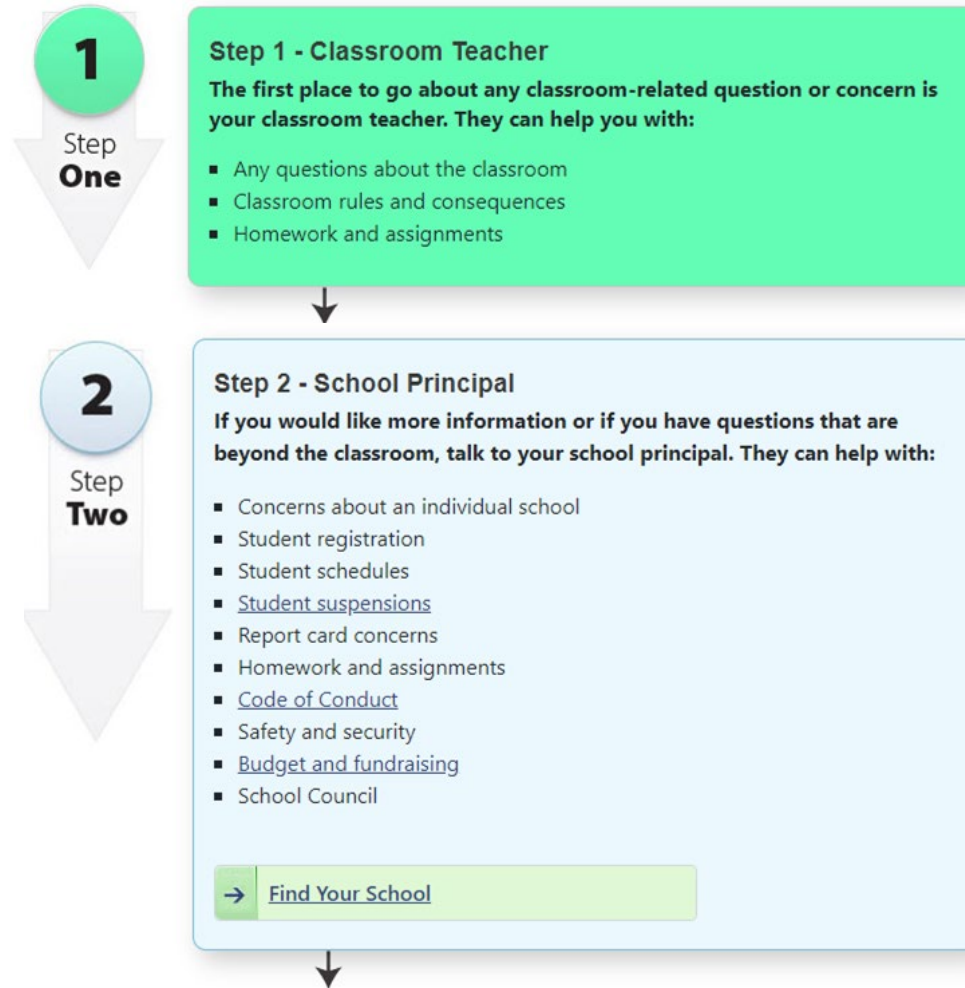 1
Step
One
Step 1 - Classroom Teacher
The first place to go about any classroom-related question or concern is
your classroom teacher. They can help you with:
▪ Any questions about the classroom
▪ Classroom rules and consequences
▪ Homework and assignments
2
Step
Two
Step 2 - School Principal
If you would like more information or if you have questions that are
beyond the classroom, talk to your school principal. They can help with:
▪ Concerns about an individual school
▪ Student registration
▪ Student schedules
▪ Student suspensions
▪ Report card concerns
▪ Homework and assignments
▪ Code of Conduct
▪ Safety and security
▪ Budget and fundraising
▪ School Council
→ Find Your School